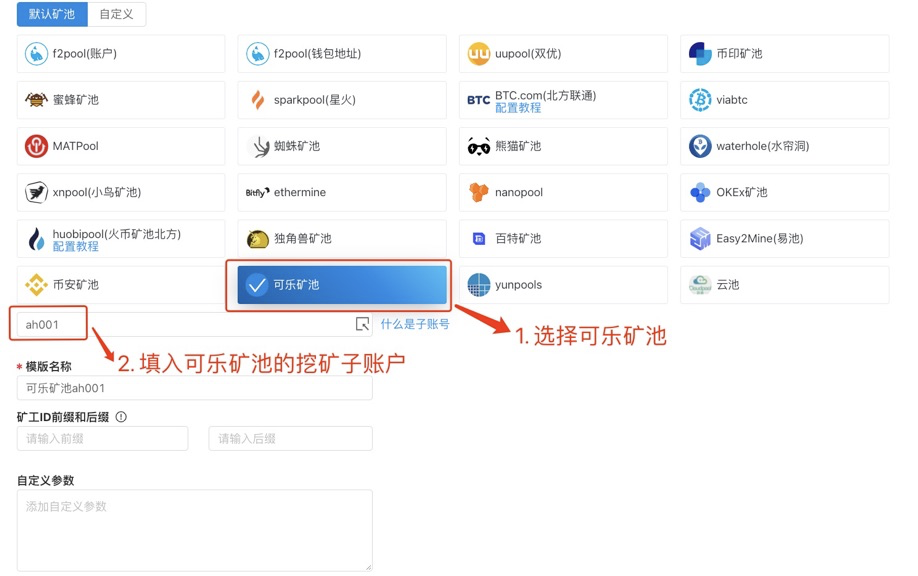 默认矿池 自定义
f2pool(账户) f2pool(钱包地址) uupool(双优) 币印矿池
蜜蜂矿池 sparkpool(星火) BTC BTC.com(北方联通) viabtc
配置教程
MATPool 蜘蛛矿池 熊猫矿池 waterhole(水帘洞)
xnpool(小鸟矿池) Bitfly ethermine nanopool OKEx矿池
huobipool(火币矿池北方) 独角兽矿池 百特矿池 Easy2Mine(易池)
配置教程
币安矿池 可乐矿池 yunpools 云池
ah001 什么是子账号 1. 选择可乐矿池
2. 填入可乐矿池的挖矿子账户
* 模版名称
可乐矿池ah001
矿工ID前缀和后缀
请输入前缀 请输入后缀
自定义参数
添加自定义参数